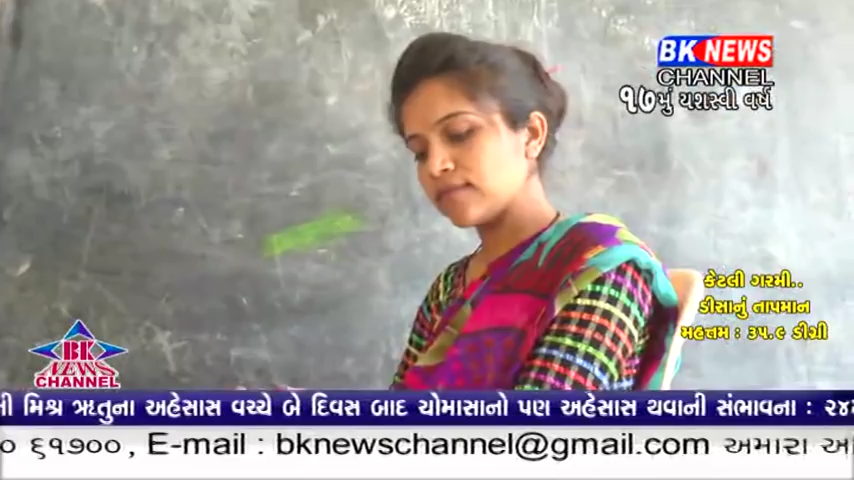 BK NEWS
CHANNEL
૧૭મું યશસ્વી વર્ષ
કેટલી ગરમી..
ડીસાનું તાપમાન
મહત્તમ : ૩૫.૯ ડીગ્રી
BK
NEWS
CHANNEL
મિશ્ર ઋતુના અહેસાસ વચ્ચે બે દિવસ બાદ ચોમાસાનો પણ અહેસાસ થવાની સંભાવના :
૬૧૭૦૦, E-mail : bknewschannel@gmail.com અમારા